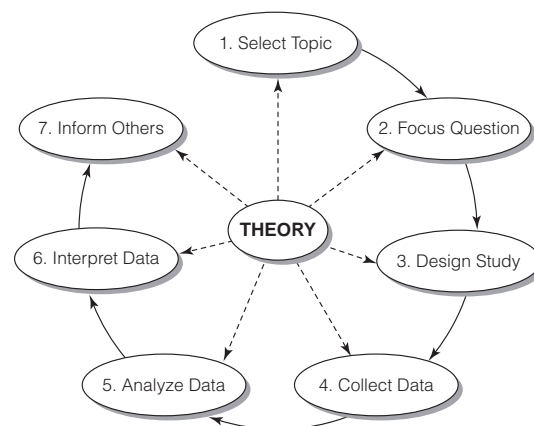 1. Select Topic
2. Focus Question
3. Design Study
4. Collect Data
5. Analyze Data
6. Interpret Data
7. Inform Others
THEORY